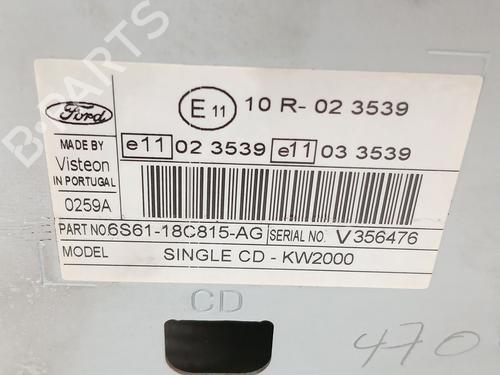 B-PARTS
Ford
E 11 10 R- 02 3539
MADE BY
Visteon
IN PORTUGAL
e11 02 3539 e11 03 3539
0259A
PART NO: 6S61-18C815-AG SERIAL NO. V356476
MODEL SINGLE CD - KW2000
CD
470